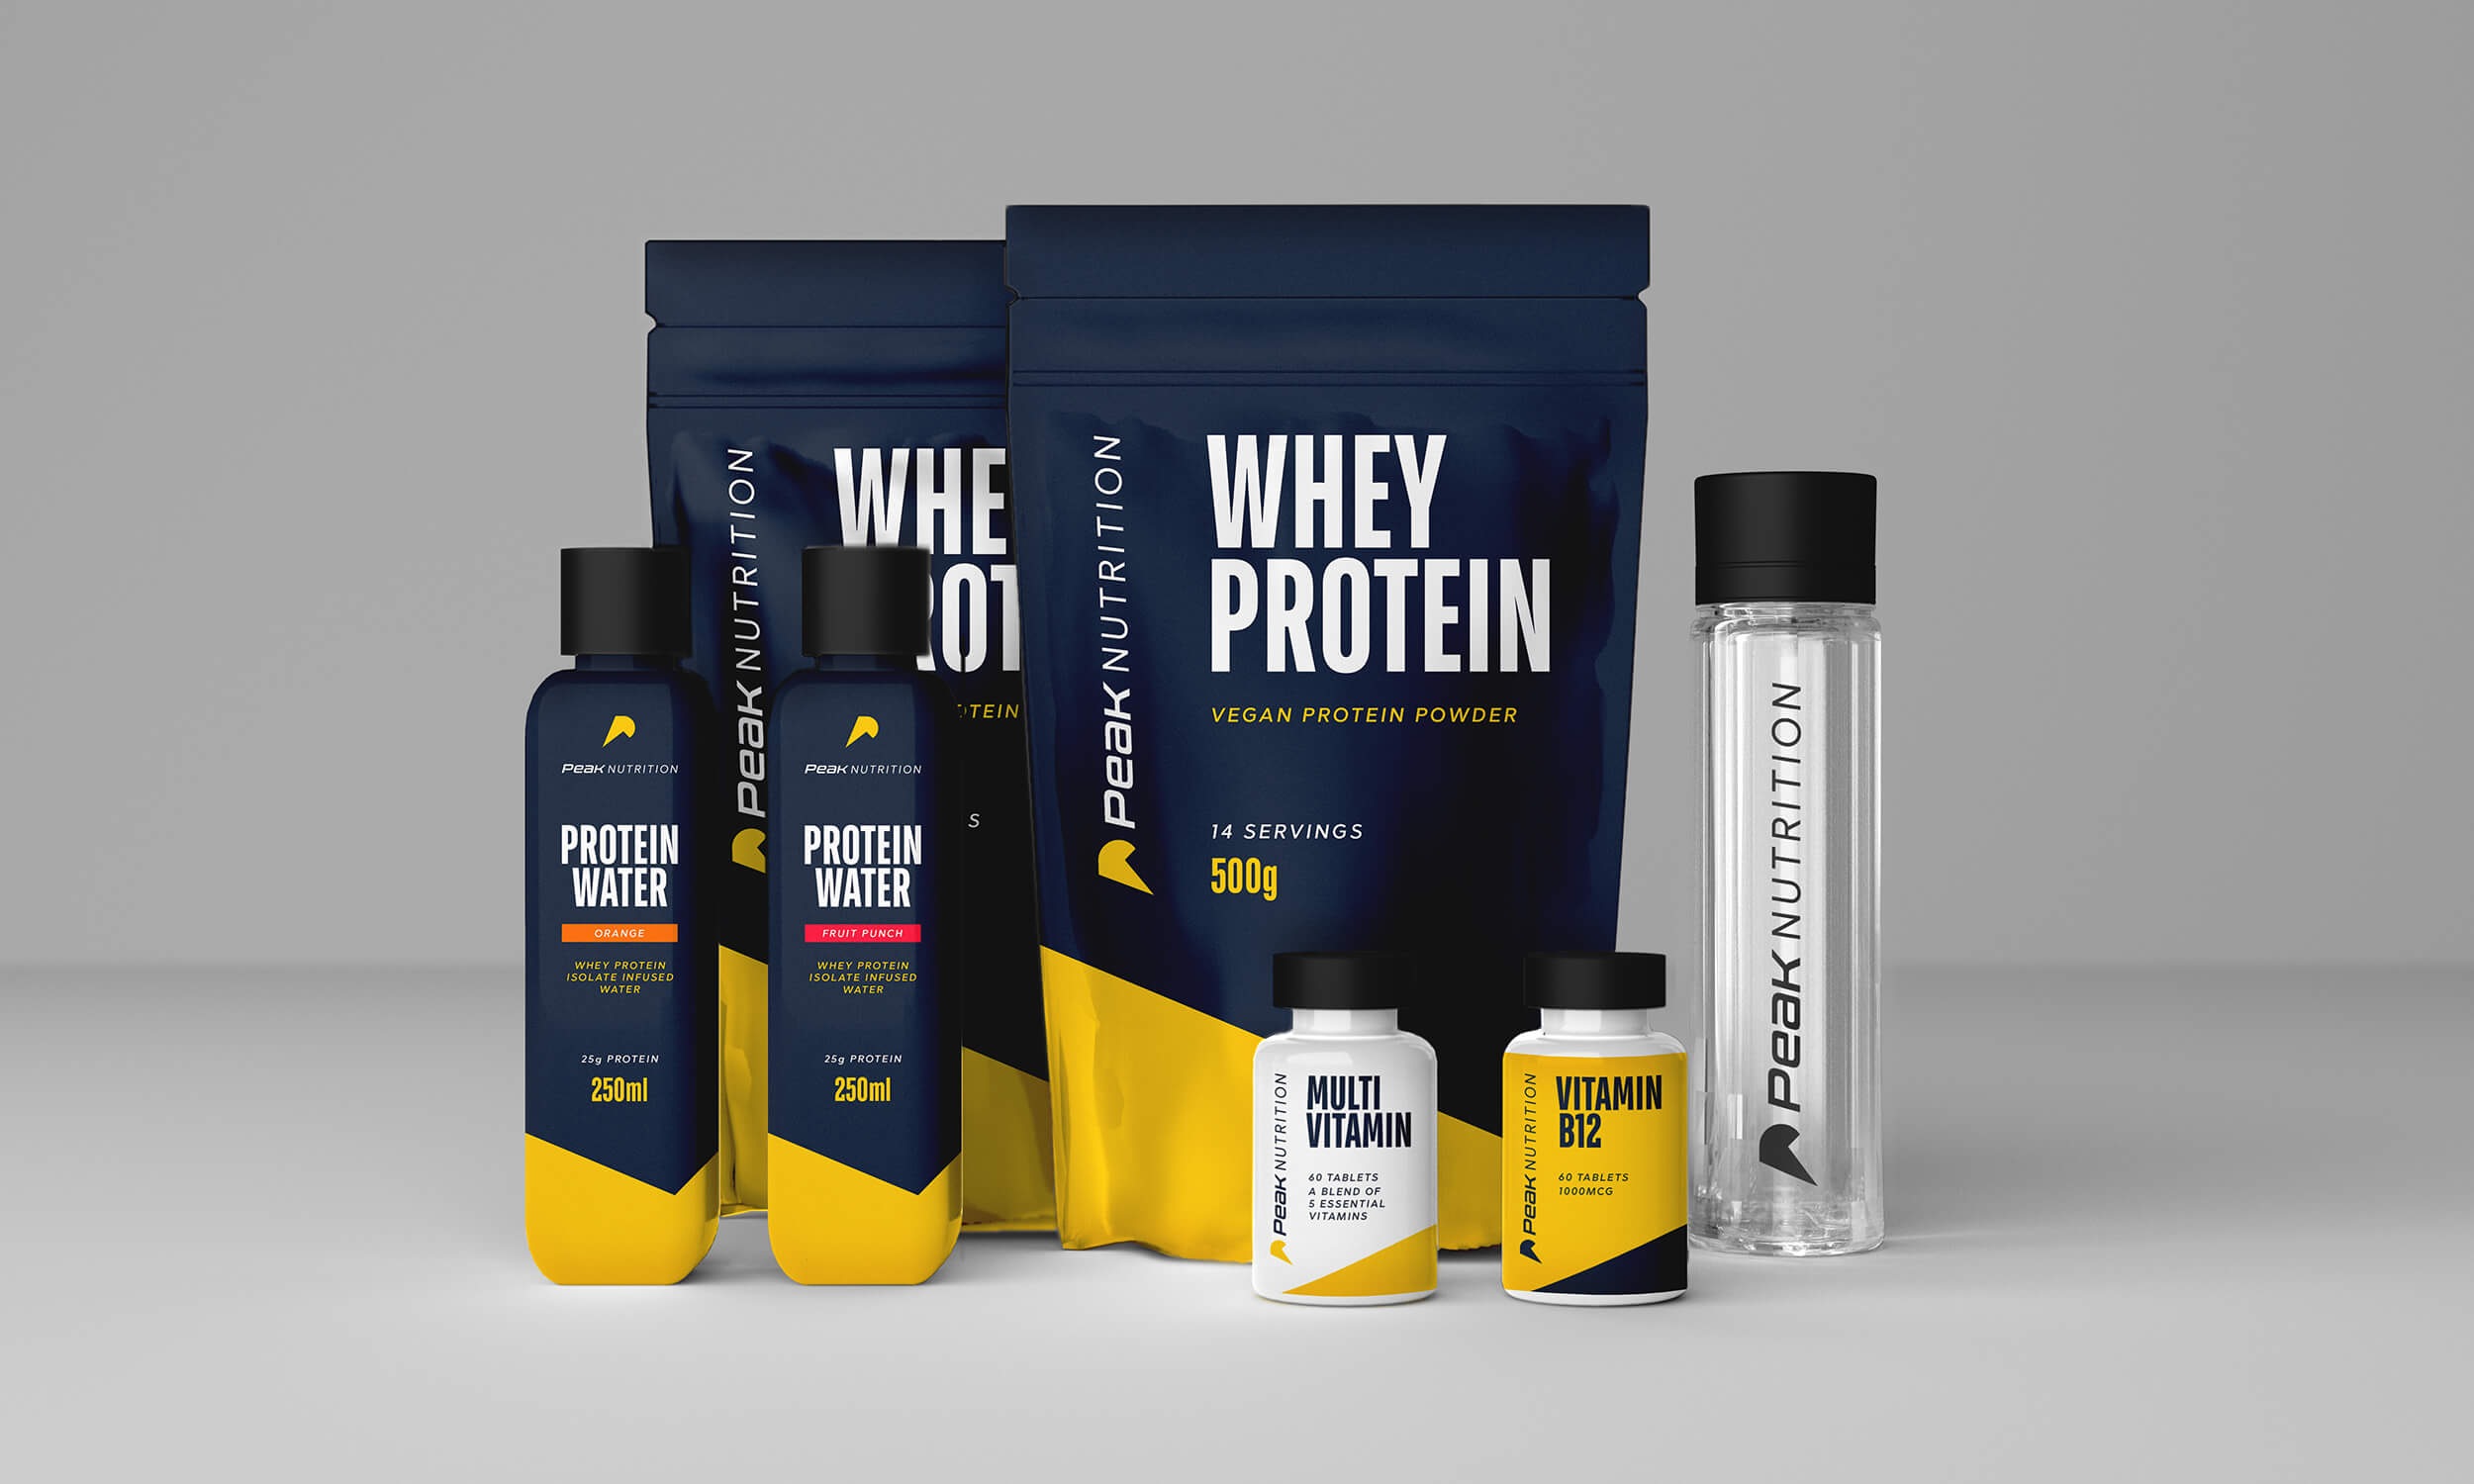 WHEY
PROTEIN
VEGAN PROTEIN POWDER
14 SERVINGS
500g
Peak NUTRITION
Peak NUTRITION
Peak NUTRITION
PROTEIN
WATER
ORANGE
WHEY PROTEIN
ISOLATE INFUSED
WATER
25g PROTEIN
250ml
Peak NUTRITION
PROTEIN
WATER
FRUIT PUNCH
WHEY PROTEIN
ISOLATE INFUSED
WATER
25g PROTEIN
250ml
Peak NUTRITION
MULTI
VITAMIN
60 TABLETS
A BLEND OF
5 ESSENTIAL
VITAMINS
Peak NUTRITION
VITAMIN
B12
60 TABLETS
1000MCG
Peak NUTRITION